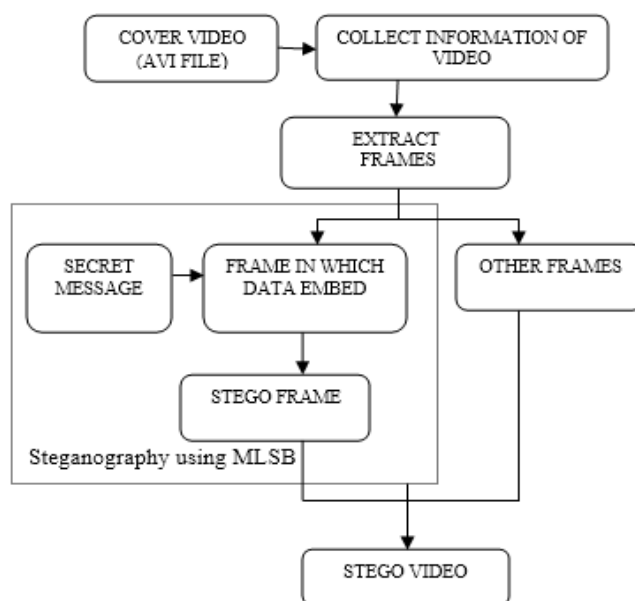 COVER VIDEO
(AVI FILE)
COLLECT INFORMATION OF
VIDEO
EXTRACT
FRAMES
SECRET
MESSAGE
FRAME IN WHICH
DATA EMBED
OTHER FRAMES
STEGO FRAME
Steganography using MLSB
STEGO VIDEO